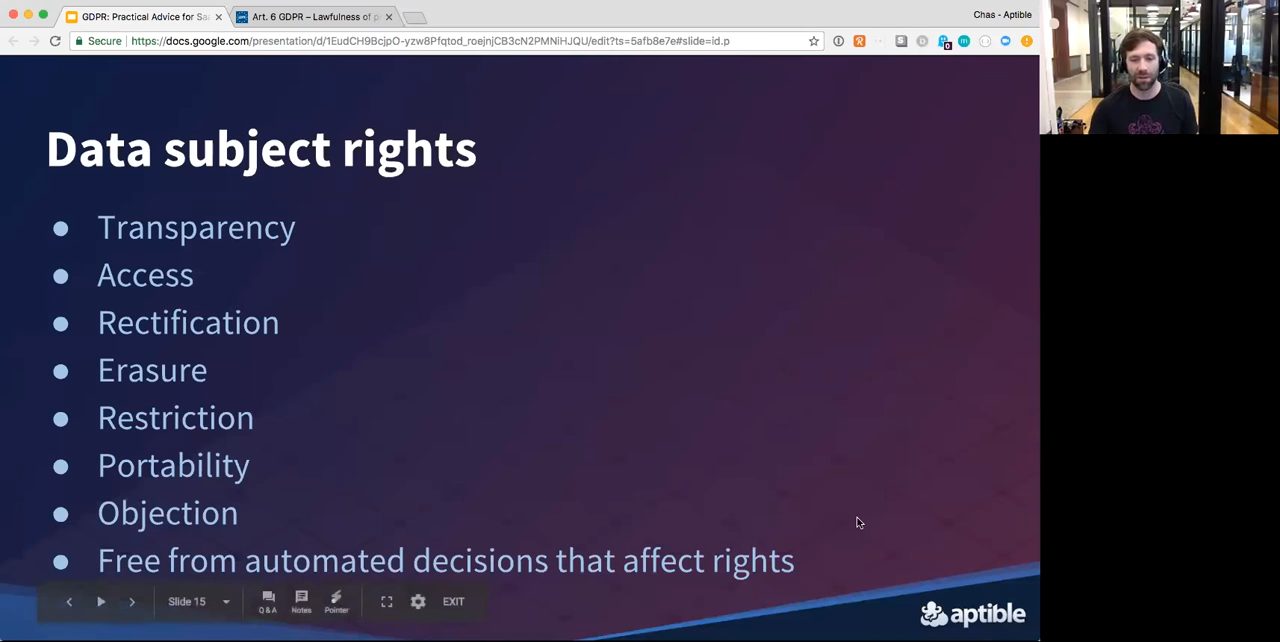 GDPR: Practical Advice for Sa
Art. 6 GDPR – Lawfulness of p
Chas - Aptible
Secure
https://docs.google.com/presentation/d/1EudCH9BcjpO-yzw8Pfqtod_roejnjCB3cN2PMNiHJQU/edit?ts=5afb8e7e#slide=id.p
Data subject rights
● Transparency
● Access
● Rectification
● Erasure
● Restriction
● Portability
● Objection
● Free from automated decisions that affect rights
Slide 15
Q & A
Notes
Pointer
EXIT
aptible